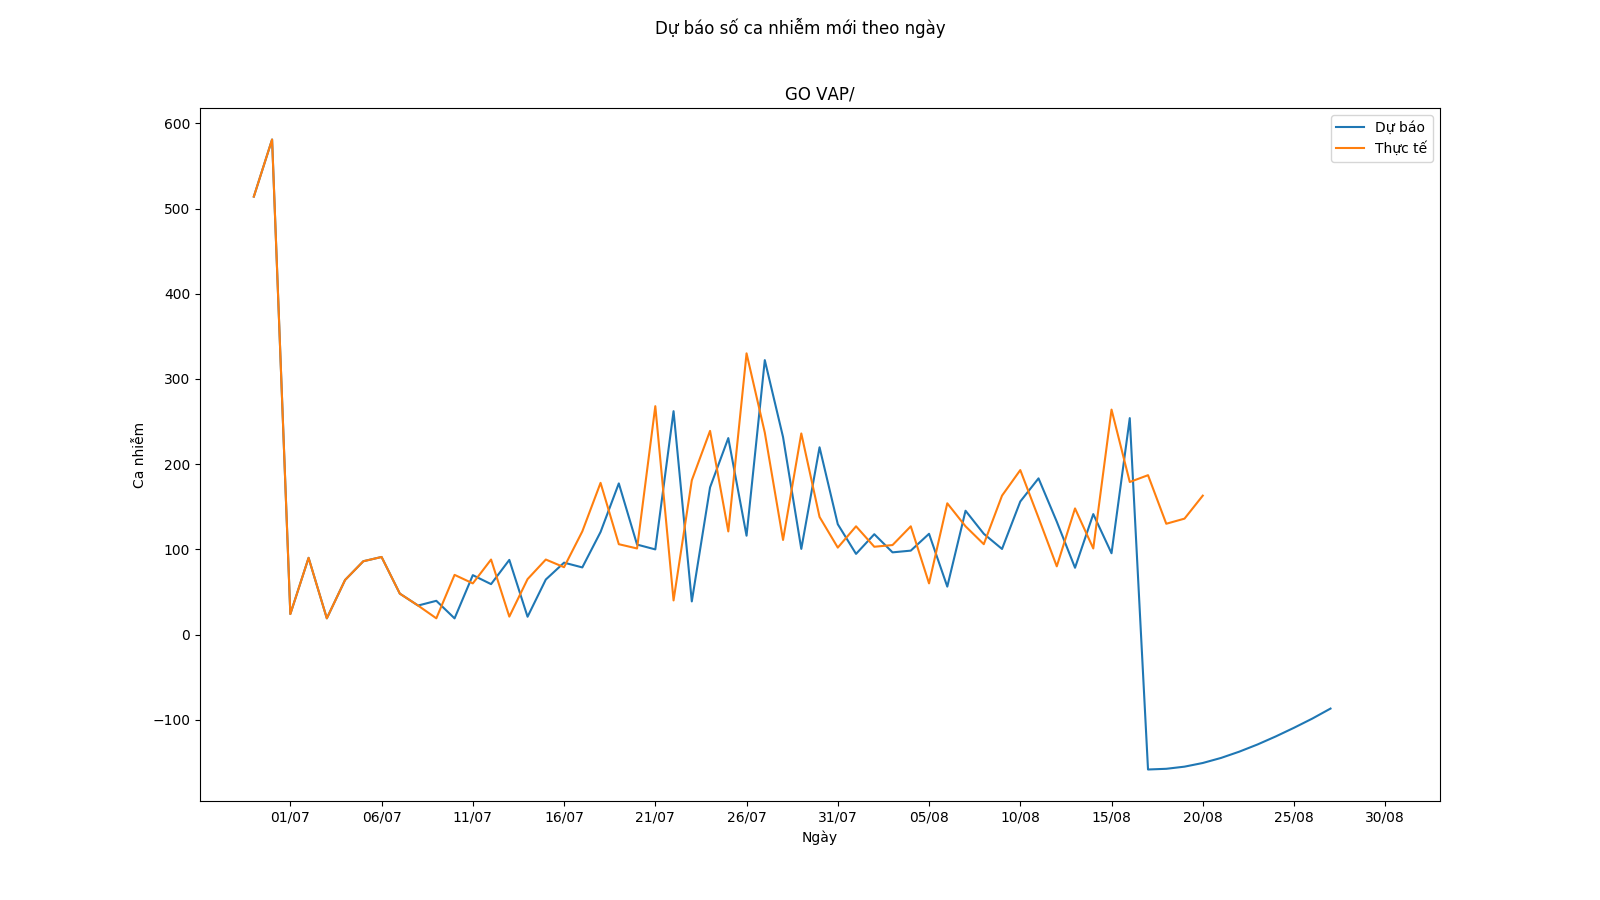 Dự báo số ca nhiễm mới theo ngày
GO VAP/
Dự báo
Thực tế
600
500
400
300
200
100
0
−100
Ca nhiễm
01/07 06/07 11/07 16/07 21/07 26/07 31/07 05/08 10/08 15/08 20/08 25/08 30/08
Ngày